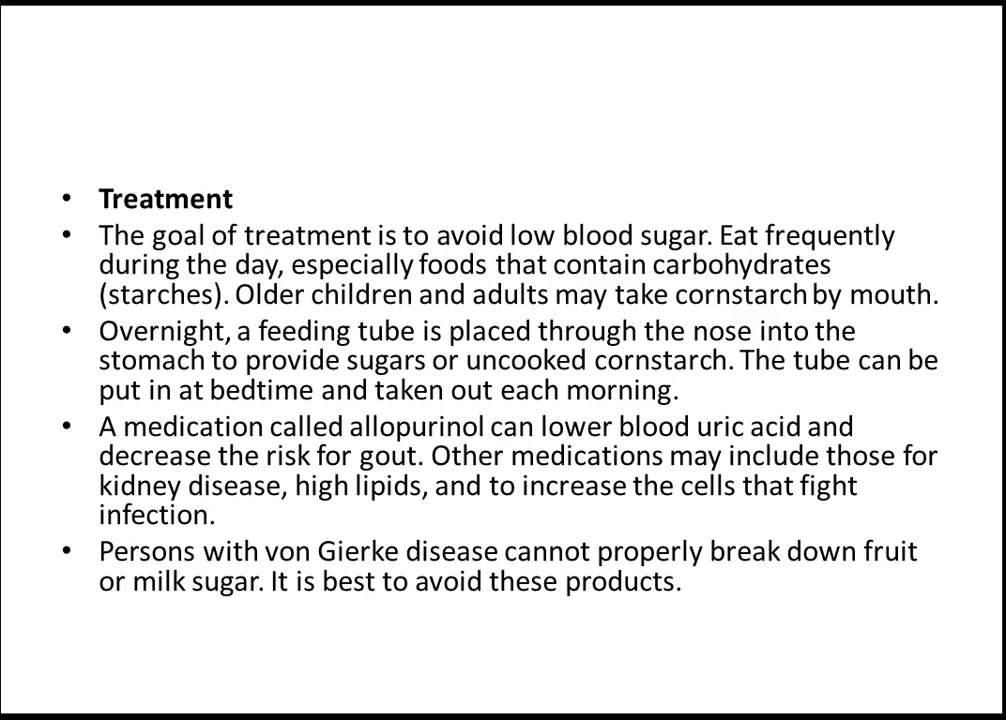 • Treatment
• The goal of treatment is to avoid low blood sugar. Eat frequently
during the day, especially foods that contain carbohydrates
(starches). Older children and adults may take cornstarch by mouth.
• Overnight, a feeding tube is placed through the nose into the
stomach to provide sugars or uncooked cornstarch. The tube can be
put in at bedtime and taken out each morning.
• A medication called allopurinol can lower blood uric acid and
decrease the risk for gout. Other medications may include those for
kidney disease, high lipids, and to increase the cells that fight
infection.
• Persons with von Gierke disease cannot properly break down fruit
or milk sugar. It is best to avoid these products.